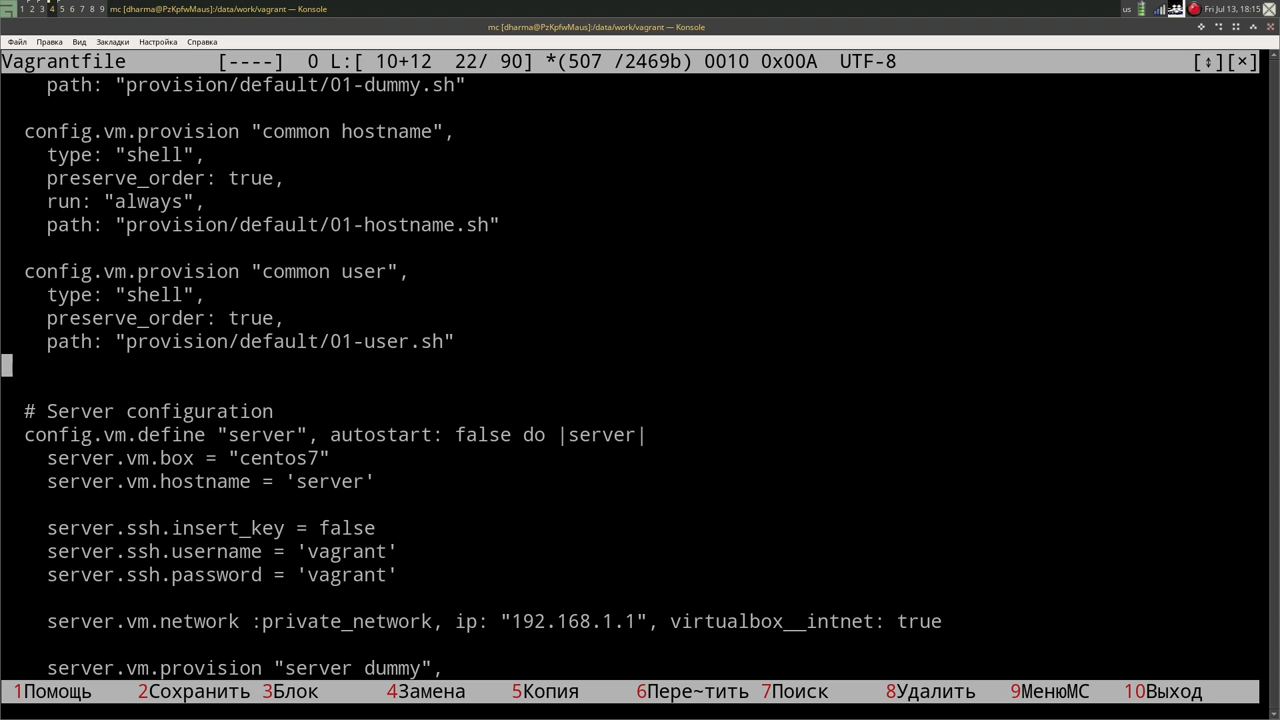 1 2 3 4 5 6 7 8 9 mc [dharma@PzKpfwMaus]:/data/work/vagrant — Konsole us Fri Jul 13, 18:15
mc [dharma@PzKpfwMaus]:/data/work/vagrant — Konsole
Файл Правка Вид Закладки Настройка Справка
Vagrantfile [----] 0 L:[ 10+12 22/ 90] *(507 /2469b) 0010 0x00A UTF-8 [↕][×]
path: "provision/default/01-dummy.sh"
config.vm.provision "common hostname",
type: "shell",
preserve_order: true,
run: "always",
path: "provision/default/01-hostname.sh"
config.vm.provision "common user",
type: "shell",
preserve_order: true,
path: "provision/default/01-user.sh"
# Server configuration
config.vm.define "server", autostart: false do |server|
server.vm.box = "centos7"
server.vm.hostname = 'server'
server.ssh.insert_key = false
server.ssh.username = 'vagrant'
server.ssh.password = 'vagrant'
server.vm.network :private_network, ip: "192.168.1.1", virtualbox__intnet: true
server.vm.provision "server dummy",
1Помощь 2Сохранить 3Блок 4Замена 5Копия 6Пере~тить 7Поиск 8Удалить 9МенюMC 10Выход